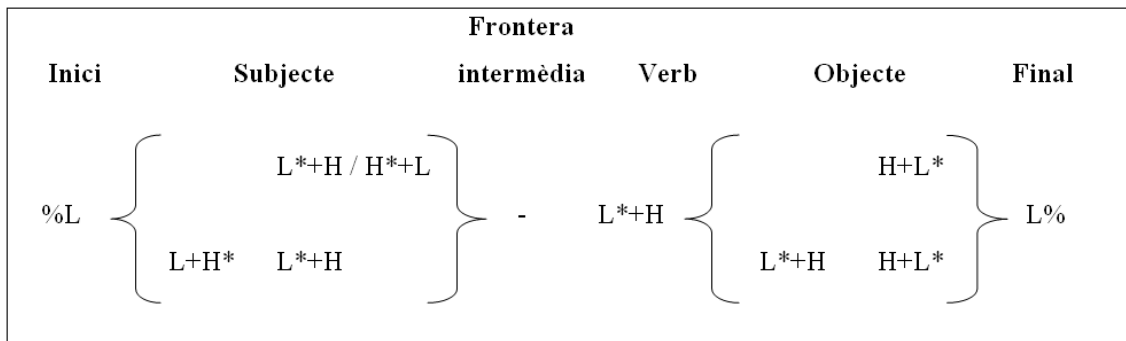 Frontera
Inici Subjecte intermèdia Verb Objecte Final
L*+H / H*+L H+L*
%L - L*+H L%
L+H* L*+H L*+H H+L*